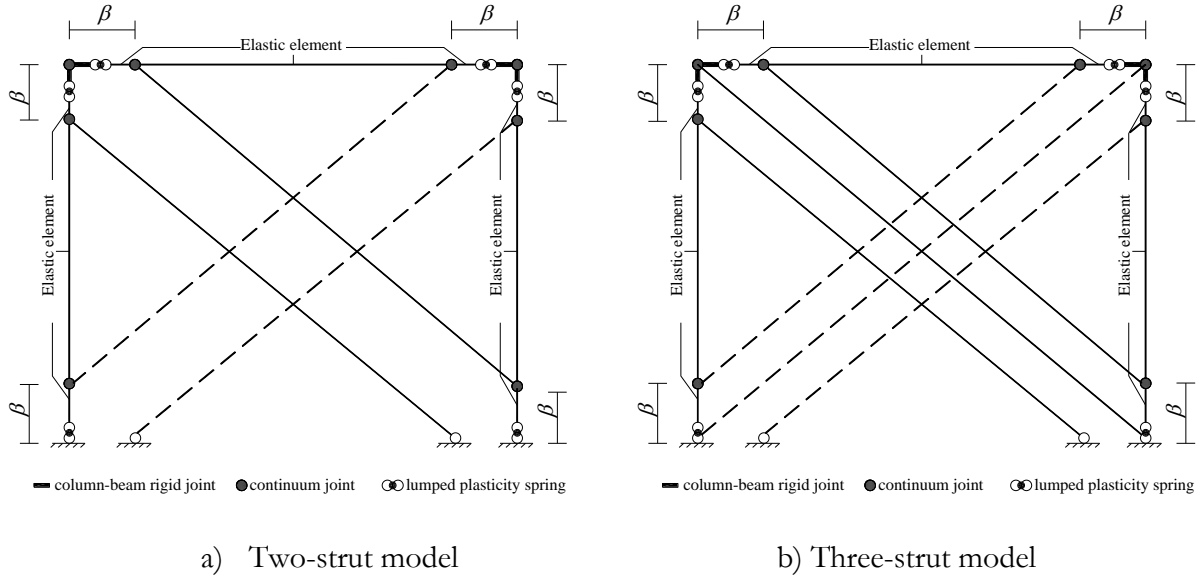 β β β β
Elastic element Elastic element
β β β β
Elastic element Elastic element Elastic element Elastic element
β β β β
column-beam rigid joint continuum joint lumped plasticity spring column-beam rigid joint continuum joint lumped plasticity spring
a) Two-strut model b) Three-strut model